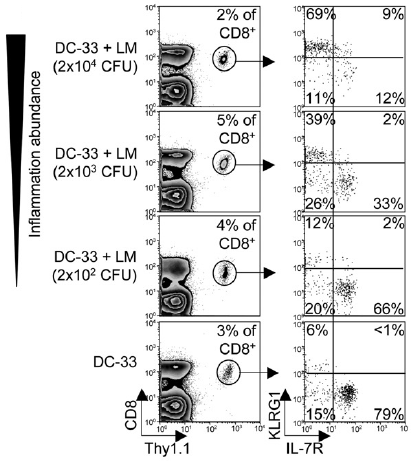 Inflammation abundance
DC-33 + LM
(2x10⁴ CFU)
2% of
CD8⁺
69% 9%
11% 12%
DC-33 + LM
(2x10³ CFU)
5% of
CD8⁺
39% 2%
26% 33%
DC-33 + LM
(2x10² CFU)
4% of
CD8⁺
12% 2%
20% 66%
DC-33
3% of
CD8⁺
6% <1%
15% 79%
CD8
Thy1.1
KLRG1
IL-7R